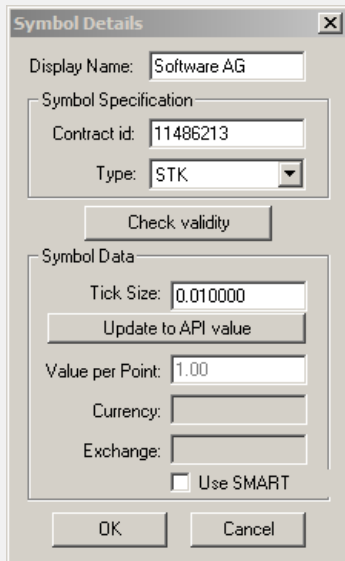 Symbol Details
Display Name: Software AG
Symbol Specification
Contract id: 11486213
Type: STK
Check validity
Symbol Data
Tick Size: 0.010000
Update to API value
Value per Point: 1.00
Currency:
Exchange:
Use SMART
OK Cancel